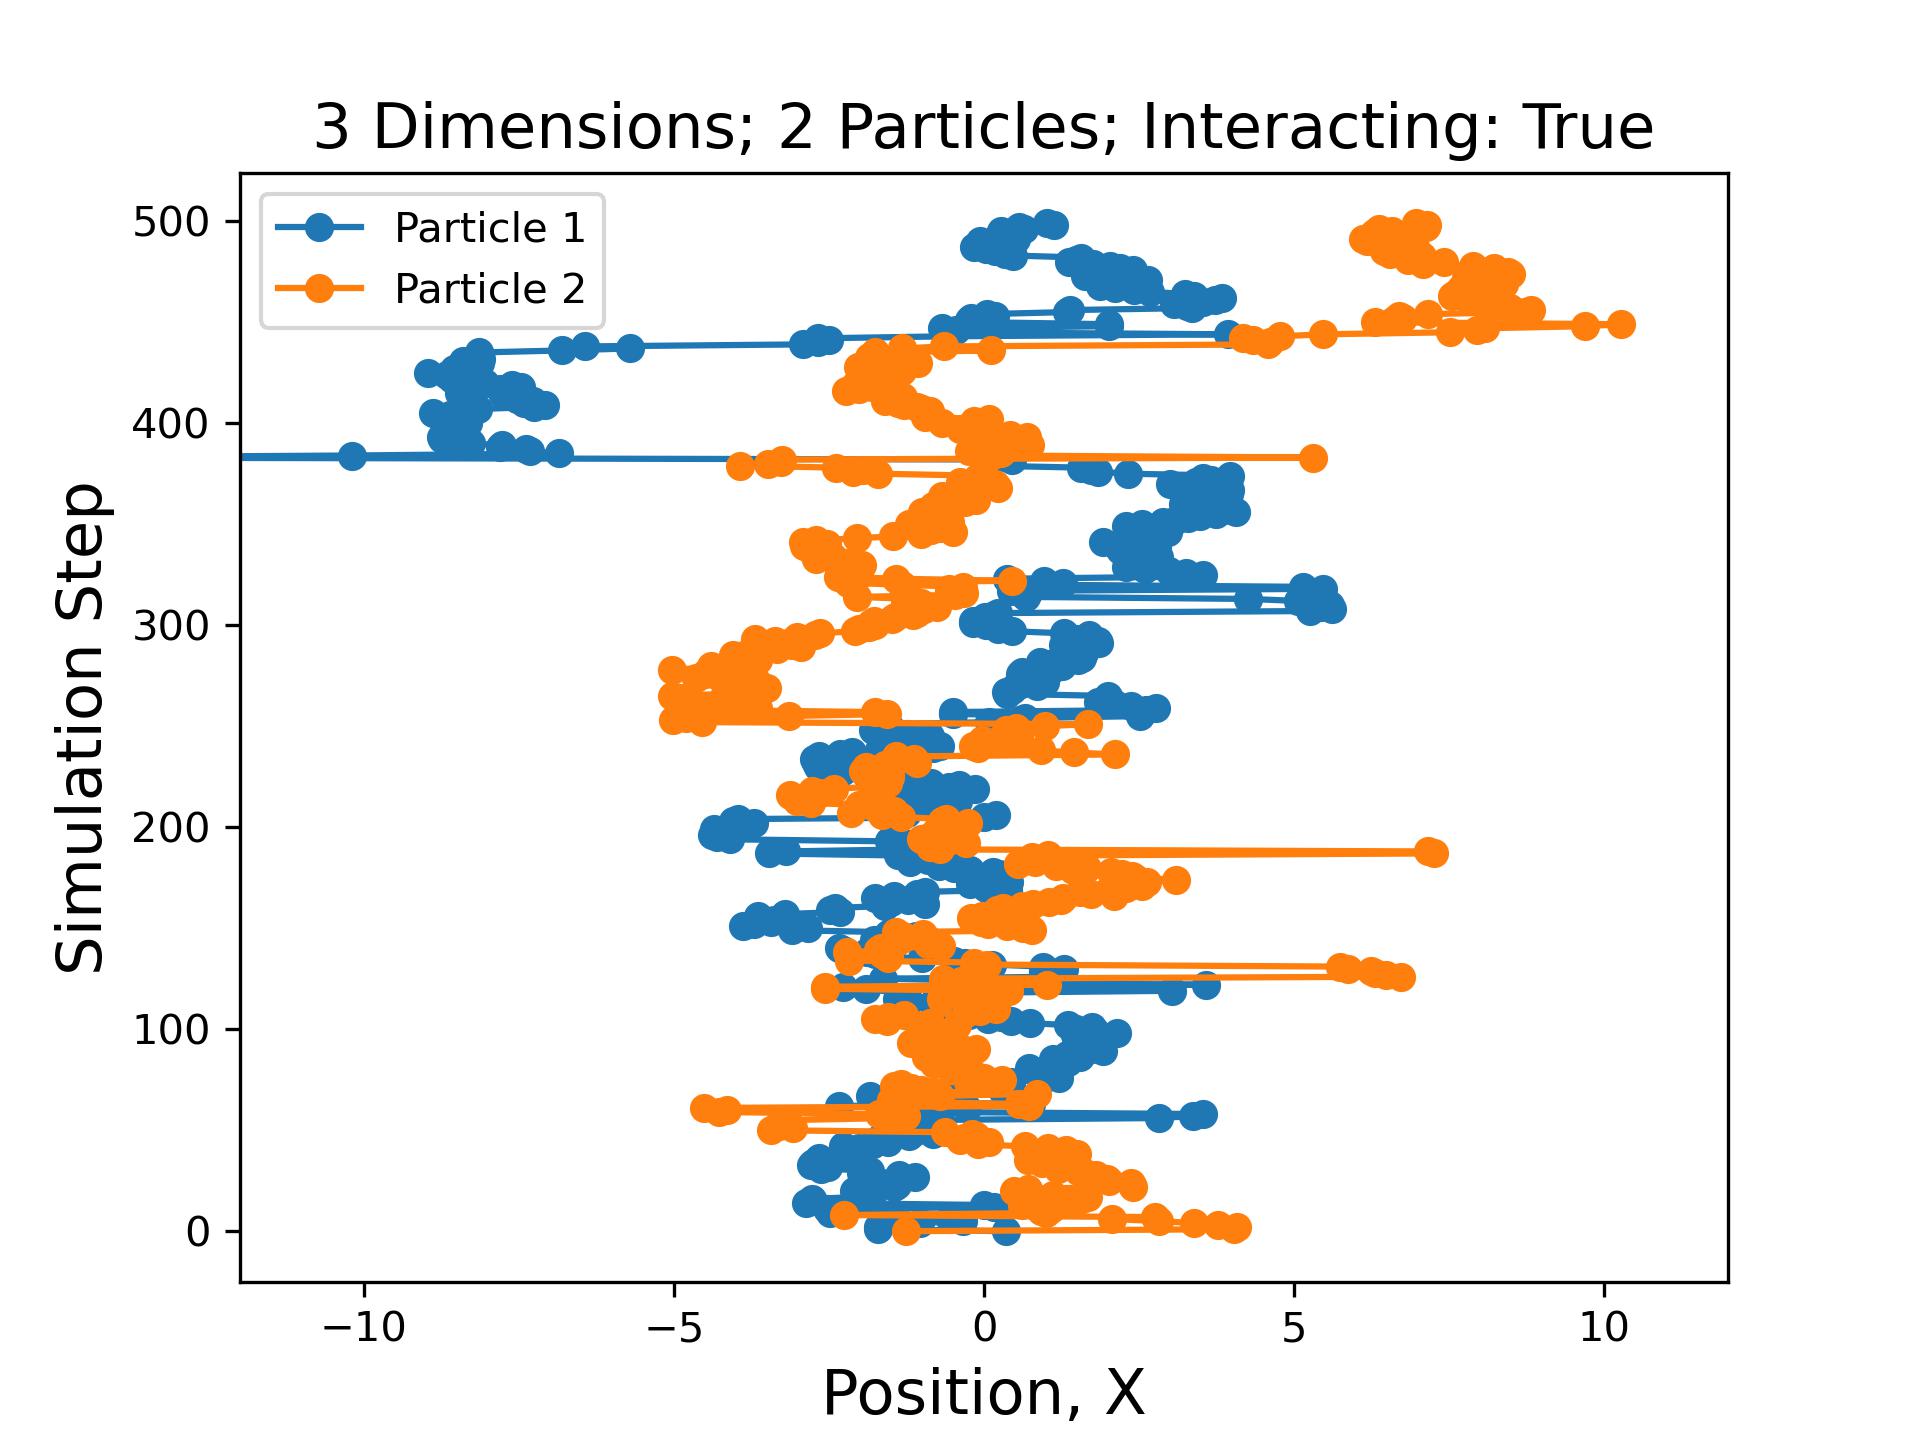 3 Dimensions; 2 Particles; Interacting: True
Particle 1
Particle 2
Simulation Step
500
400
300
200
100
0
−10
−5
0
5
10
Position, X